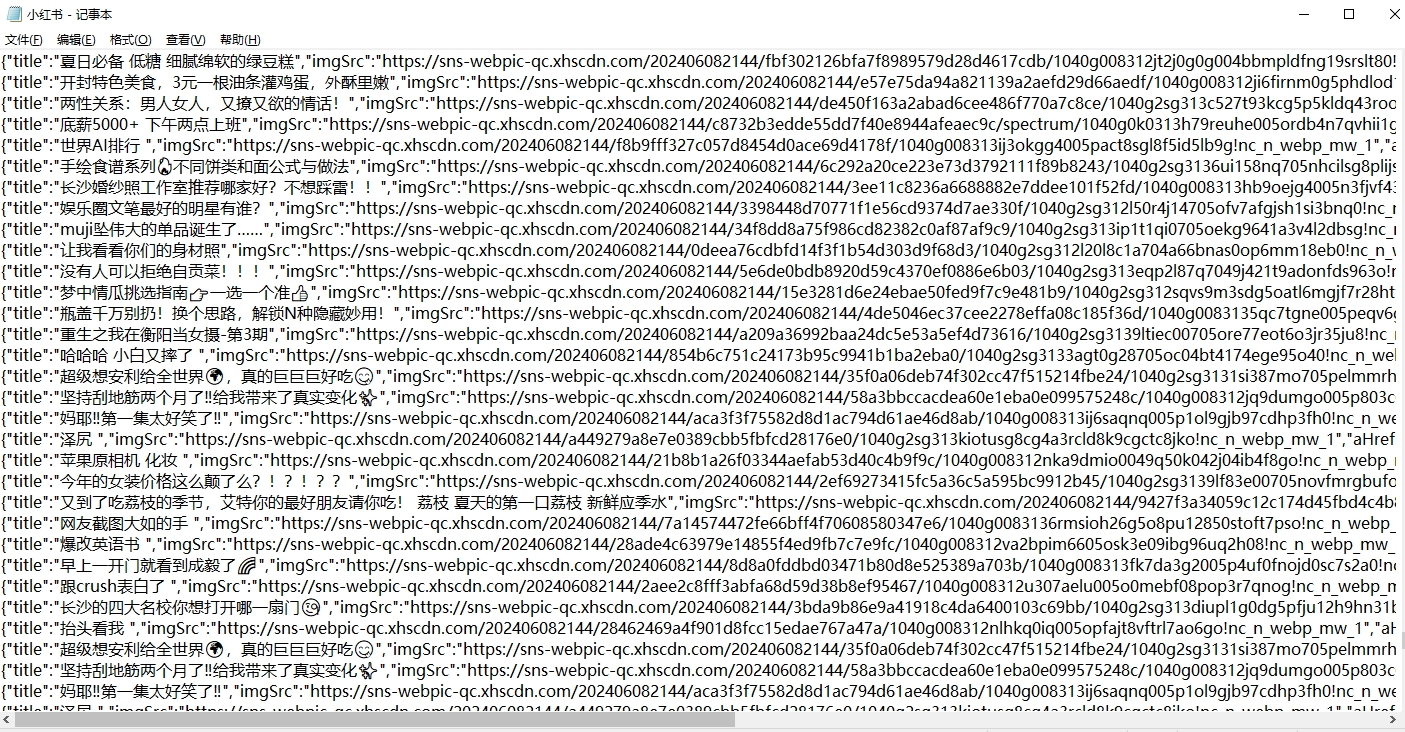 小红书 - 记事本
文件(F) 编辑(E) 格式(O) 查看(V) 帮助(H)
{"title":"夏日必备 低糖 细腻绵软的绿豆糕","imgSrc":"https://sns-webpic-qc.xhscdn.com/202406082144/fbf302126bfa7f8989579d28d4617cdb/1040g008312jt2j0g0g004bbmpldfng19srslt80!
{"title":"开封特色美食，3元一根油条灌鸡蛋，外酥里嫩","imgSrc":"https://sns-webpic-qc.xhscdn.com/202406082144/e57e75da94a821139a2aefd29d66aedf/1040g008312ji6firnm0g5phdlod
{"title":"两性关系：男人女人，又撩又欲的情话！ ","imgSrc":"https://sns-webpic-qc.xhscdn.com/202406082144/de450f163a2abad6cee486f770a7c8ce/1040g2sg313c527t93kcg5p5kldq43roo
{"title":"底薪5000+ 下午两点上班","imgSrc":"https://sns-webpic-qc.xhscdn.com/202406082144/c8732b3edde55dd7f40e8944afeaec9c/spectrum/1040g0k0313h79reuhe005ordb4n7qvhii1g
{"title":"世界AI排行 ","imgSrc":"https://sns-webpic-qc.xhscdn.com/202406082144/f8b9fff327c057d8454d0ace69d4178f/1040g008313ij3okgg4005pact8sgl8f5id5lb9g!nc_n_webp_mw_1","a
{"title":"手绘食谱系列🔥不同饼类和面公式与做法","imgSrc":"https://sns-webpic-qc.xhscdn.com/202406082144/6c292a20ce223e73d3792111f89b8243/1040g2sg3136ui158nq705nhcilsg8plijs
{"title":"长沙婚纱照工作室推荐哪家好？不想踩雷！！","imgSrc":"https://sns-webpic-qc.xhscdn.com/202406082144/3ee11c8236a6688882e7ddee101f52fd/1040g008313hb9oejg4005n3fjvf43
{"title":"娱乐圈文笔最好的明星有谁？","imgSrc":"https://sns-webpic-qc.xhscdn.com/202406082144/3398448d70771f1e56cd9374d7ae330f/1040g2sg312l50r4j14705ofv7afgjsh1si3bnq0!nc_n
{"title":"muji坠伟大的单品诞生了......","imgSrc":"https://sns-webpic-qc.xhscdn.com/202406082144/34f8dd8a75f986cd82382c0af87af9c9/1040g2sg313ip1t1qi0705oekg9641a3v4l2dbsg!nc_n
{"title":"让我看看你们的身材照","imgSrc":"https://sns-webpic-qc.xhscdn.com/202406082144/0deea76cdbfd14f3f1b54d303d9f68d3/1040g2sg312l20l8c1a704a66bnas0op6mm18eb0!nc_n_v
{"title":"没有人可以拒绝自贡菜！！！","imgSrc":"https://sns-webpic-qc.xhscdn.com/202406082144/5e6de0bdb8920d59c4370ef0886e6b03/1040g2sg313eqp2l87q7049j421t9adonfds963o!n
{"title":"梦中情瓜挑选指南👉一选一个准👍","imgSrc":"https://sns-webpic-qc.xhscdn.com/202406082144/15e3281d6e24ebae50fed9f7c9e481b9/1040g2sg312sqvs9m3sdg5oatl6mgjf7r28ht
{"title":"瓶盖千万别扔！换个思路，解锁N种隐藏妙用！","imgSrc":"https://sns-webpic-qc.xhscdn.com/202406082144/4de5046ec37cee2278effa08c185f36d/1040g0083135qc7tgne005peqv6g
{"title":"重生之我在衡阳当女摄-第3期","imgSrc":"https://sns-webpic-qc.xhscdn.com/202406082144/a209a36992baa24dc5e53a5ef4d73616/1040g2sg3139ltiec00705ore77eot6o3jr35ju8!nc_n
{"title":"哈哈哈 小白又摔了 ","imgSrc":"https://sns-webpic-qc.xhscdn.com/202406082144/854b6c751c24173b95c9941b1ba2eba0/1040g2sg3133agt0g28705oc04bt4174ege95o40!nc_n_wel
{"title":"超级想安利给全世界🌍，真的巨巨巨好吃😋","imgSrc":"https://sns-webpic-qc.xhscdn.com/202406082144/35f0a06deb74f302cc47f515214fbe24/1040g2sg3131si387mo705pelmmrh
{"title":"坚持刮地筋两个月了‼️给我带来了真实变化✨","imgSrc":"https://sns-webpic-qc.xhscdn.com/202406082144/58a3bbccacdea60e1eba0e099575248c/1040g008312jq9dumgo005p803c
{"title":"妈耶‼️第一集太好笑了‼️","imgSrc":"https://sns-webpic-qc.xhscdn.com/202406082144/aca3f3f75582d8d1ac794d61ae46d8ab/1040g008313ij6saqnq005p1ol9gjb97cdhp3fh0!nc_n_we
{"title":"泽尻 ","imgSrc":"https://sns-webpic-qc.xhscdn.com/202406082144/a449279a8e7e0389cbb5fbfcd28176e0/1040g2sg313kiotusg8cg4a3rcld8k9cgctc8jko!nc_n_webp_mw_1","aHref
{"title":"苹果原相机 化妆 ","imgSrc":"https://sns-webpic-qc.xhscdn.com/202406082144/21b8b1a26f03344aefab53d40c4b9f9c/1040g008312nka9dmio0049q50k042j04ib4f8go!nc_n_webp_
{"title":"今年的女装价格这么颠了么？！？！？？","imgSrc":"https://sns-webpic-qc.xhscdn.com/202406082144/2ef69273415fc5a36c5a595bc9912b45/1040g2sg3139lf83e00705novfmrgbufo
{"title":"又到了吃荔枝的季节，艾特你的最好朋友请你吃！ 荔枝 夏天的第一口荔枝 新鲜应季水","imgSrc":"https://sns-webpic-qc.xhscdn.com/202406082144/9427f3a34059c12c174d45fbd4c4b8
{"title":"网友截图大如的手 ","imgSrc":"https://sns-webpic-qc.xhscdn.com/202406082144/7a14574472fe66bff4f70608580347e6/1040g0083136rmsioh26g5o8pu12850stoft7pso!nc_n_webp_
{"title":"爆改英语书 ","imgSrc":"https://sns-webpic-qc.xhscdn.com/202406082144/28ade4c63979e14855f4ed9fb7c7e9fc/1040g008312va2bpim6605osk3e09ibg96uq2h08!nc_n_webp_mw_
{"title":"早上一开门就看到成毅了🌈","imgSrc":"https://sns-webpic-qc.xhscdn.com/202406082144/8d8a0fddbd03471b80d8e525389a703b/1040g008313fk7da3g2005p4uf0fnojd0sc7s2a0!nc
{"title":"跟crush表白了 ","imgSrc":"https://sns-webpic-qc.xhscdn.com/202406082144/2aee2c8fff3abfa68d59d38b8ef95467/1040g008312u307aelu005o0mebf08pop3r7qnog!nc_n_webp_m
{"title":"长沙的四大名校你想打开哪一扇门🧐","imgSrc":"https://sns-webpic-qc.xhscdn.com/202406082144/3bda9b86e9a41918c4da6400103c69bb/1040g2sg313diupl1g0dg5pfju12h9hn31b
{"title":"抬头看我 ","imgSrc":"https://sns-webpic-qc.xhscdn.com/202406082144/28462469a4f901d8fcc15edae767a47a/1040g008312nlhkq0iq005opfajt8vftrl7ao6go!nc_n_webp_mw_1","aH
{"title":"超级想安利给全世界🌍，真的巨巨巨好吃😋","imgSrc":"https://sns-webpic-qc.xhscdn.com/202406082144/35f0a06deb74f302cc47f515214fbe24/1040g2sg3131si387mo705pelmmrh
{"title":"坚持刮地筋两个月了‼️给我带来了真实变化✨","imgSrc":"https://sns-webpic-qc.xhscdn.com/202406082144/58a3bbccacdea60e1eba0e099575248c/1040g008312jq9dumgo005p803c
{"title":"妈耶‼️第一集太好笑了‼️","imgSrc":"https://sns-webpic-qc.xhscdn.com/202406082144/aca3f3f75582d8d1ac794d61ae46d8ab/1040g008313ij6saqnq005p1ol9gjb97cdhp3fh0!nc_n_we